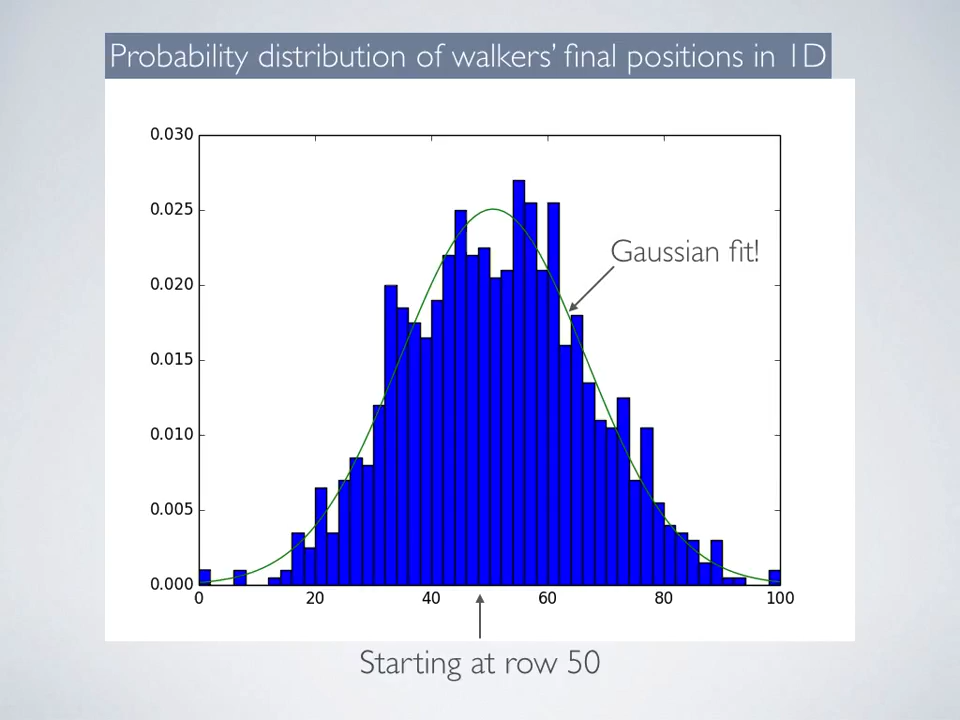 Probability distribution of walkers' final positions in 1D
0.030
0.025
Gaussian fit!
0.020
0.015
0.010
0.005
0.000
0 20 40 60 80 100
Starting at row 50